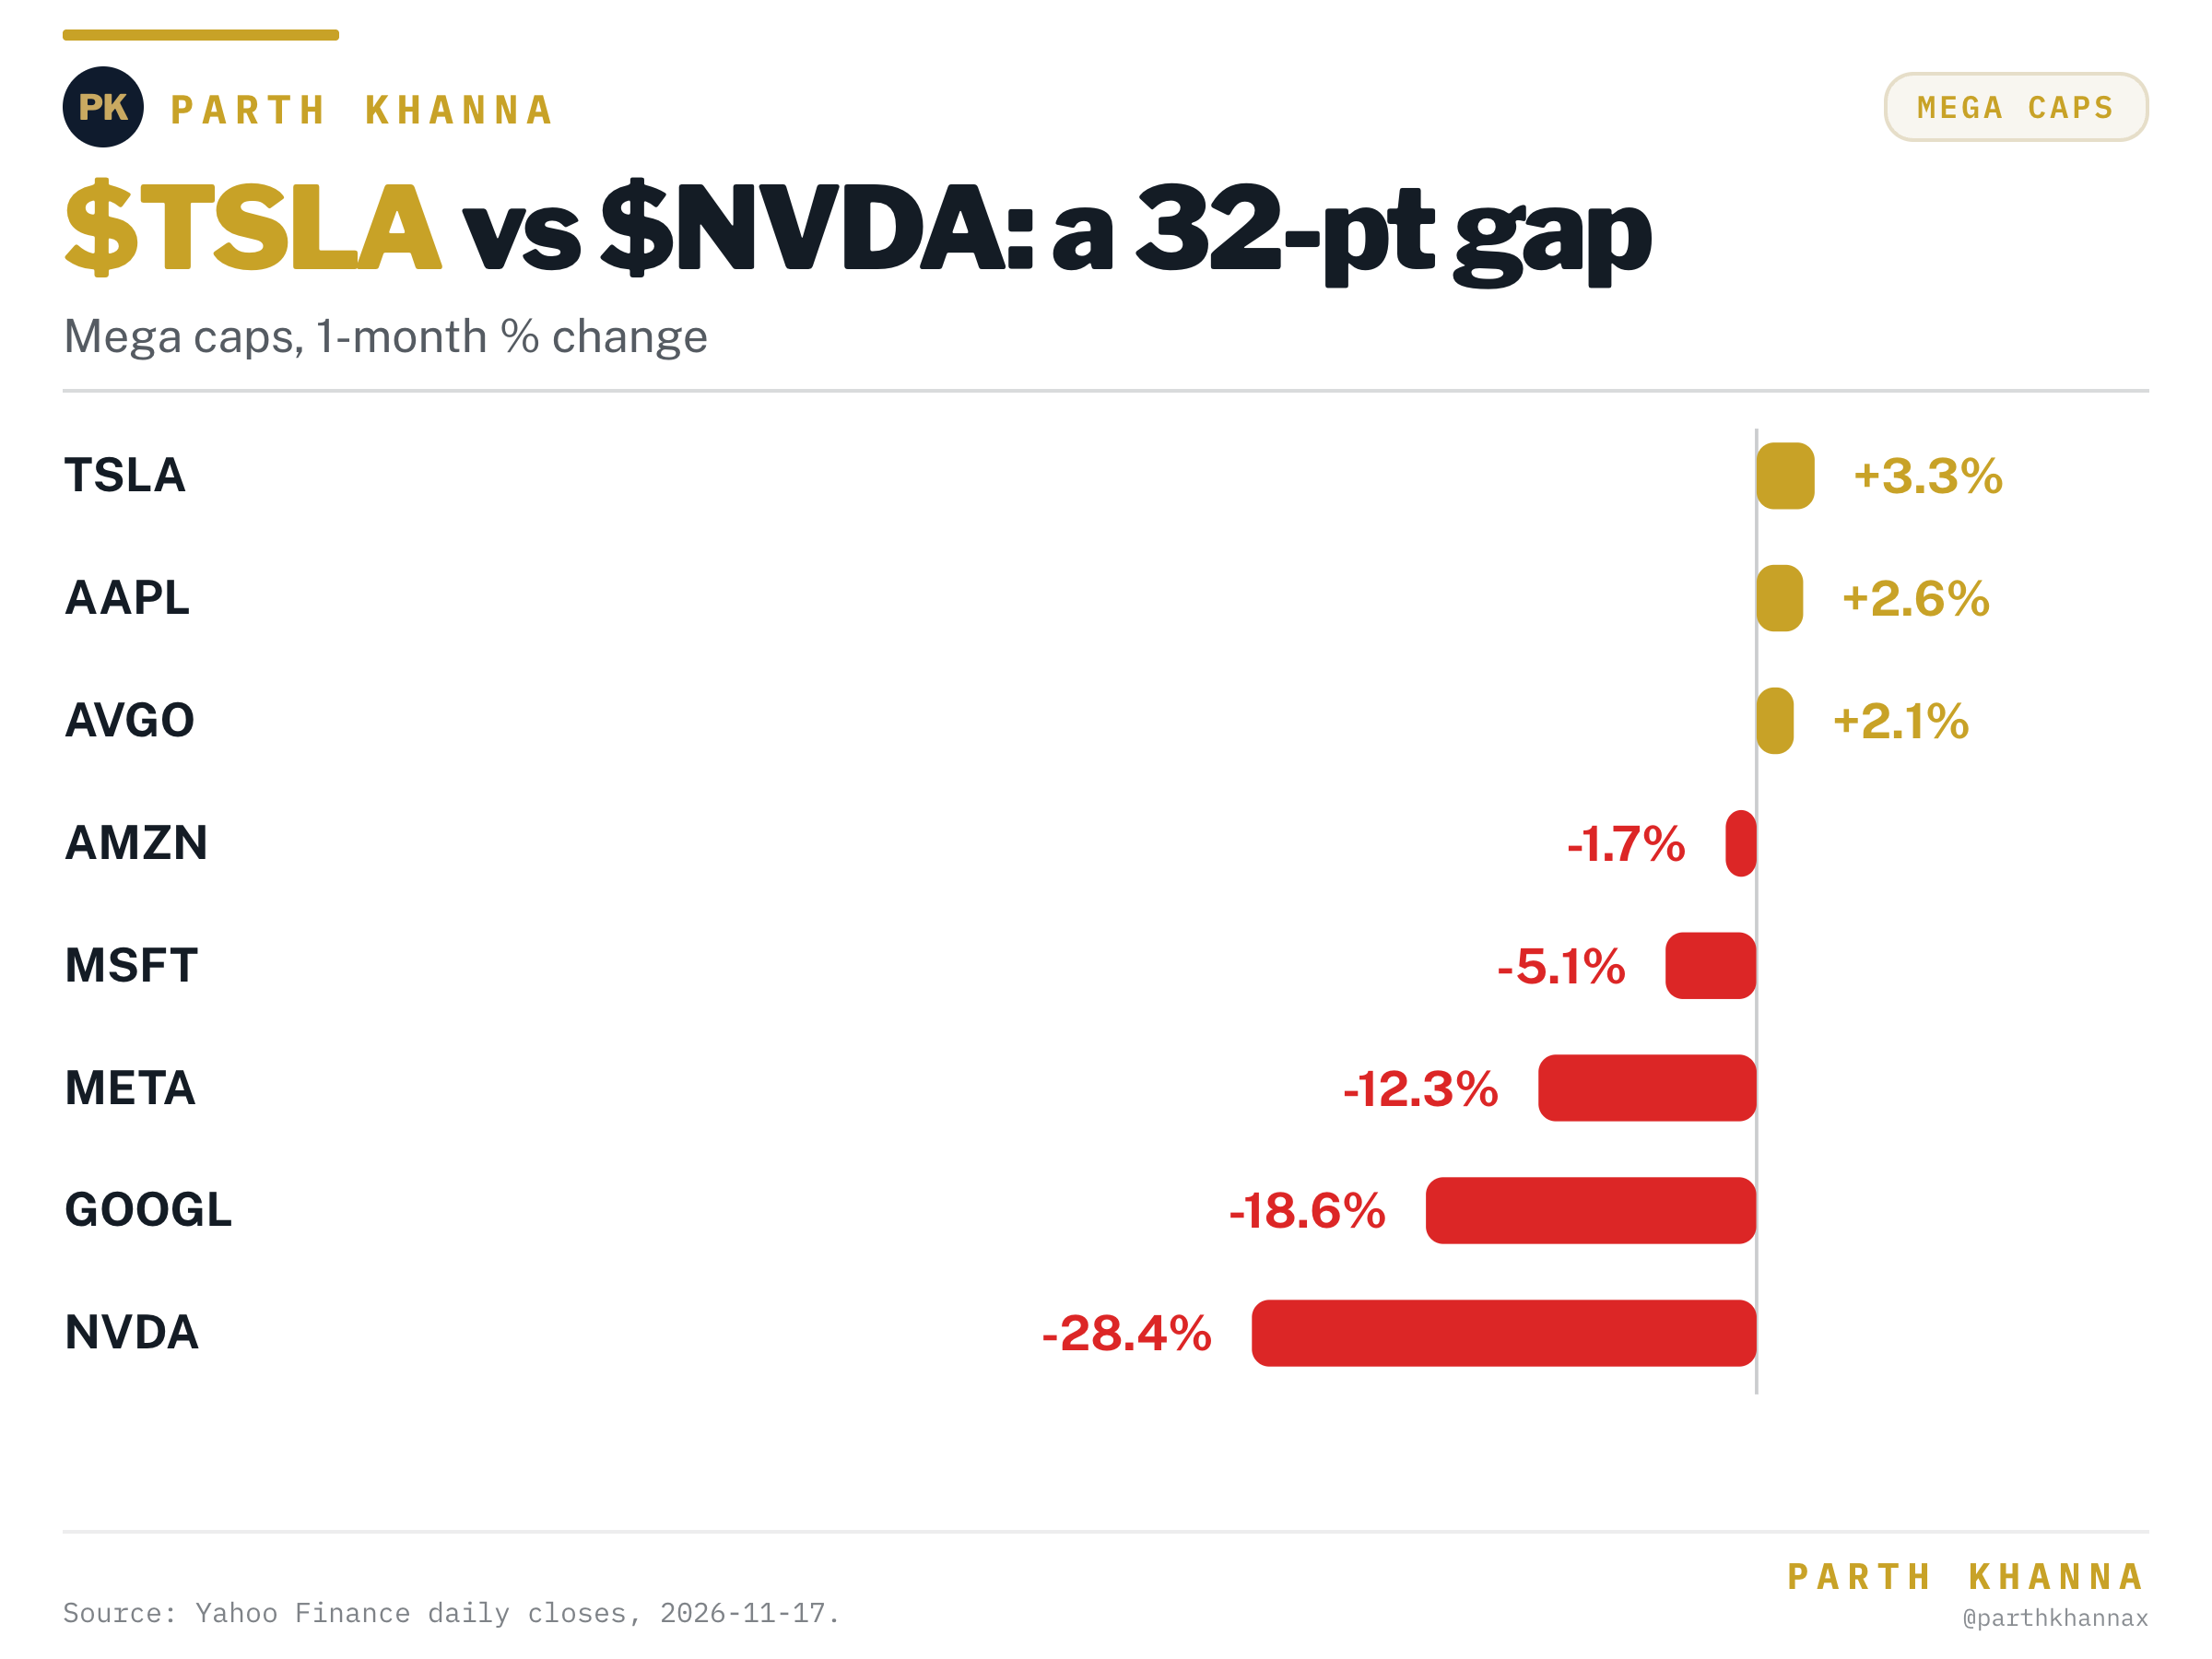 PK PARTH KHANNA
MEGA CAPS
$TSLA vs $NVDA: a 32-pt gap
Mega caps, 1-month % change
TSLA +3.3%
AAPL +2.6%
AVGO +2.1%
AMZN -1.7%
MSFT -5.1%
META -12.3%
GOOGL -18.6%
NVDA -28.4%
Source: Yahoo Finance daily closes, 2026-11-17.
PARTH KHANNA
@parthkhannax